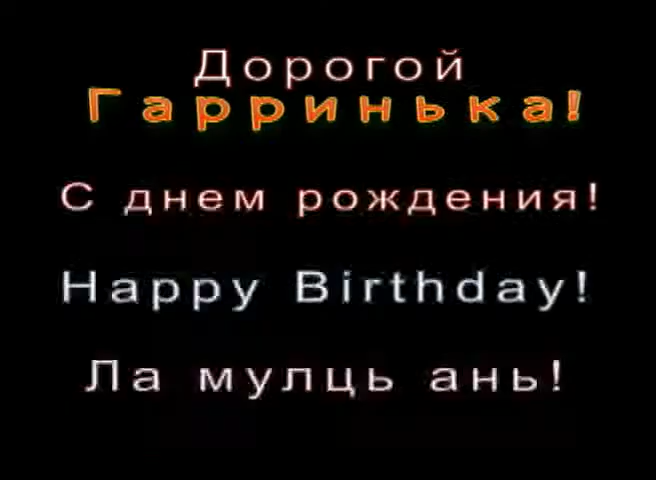 Дорогой
Гарринька!
С днем рождения!
Happy Birthday!
Ла мулць ань!